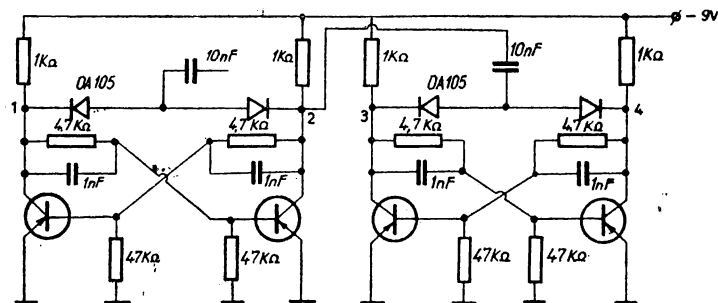 ø - 9V
1KΩ 10nF 1KΩ 1KΩ 10nF 1KΩ
OA105 OA105
1 2 3 4
4,7KΩ 4,7KΩ 4,7KΩ 4,7KΩ
1nF 1nF 1nF 1nF
47KΩ 47KΩ 47KΩ 47KΩ